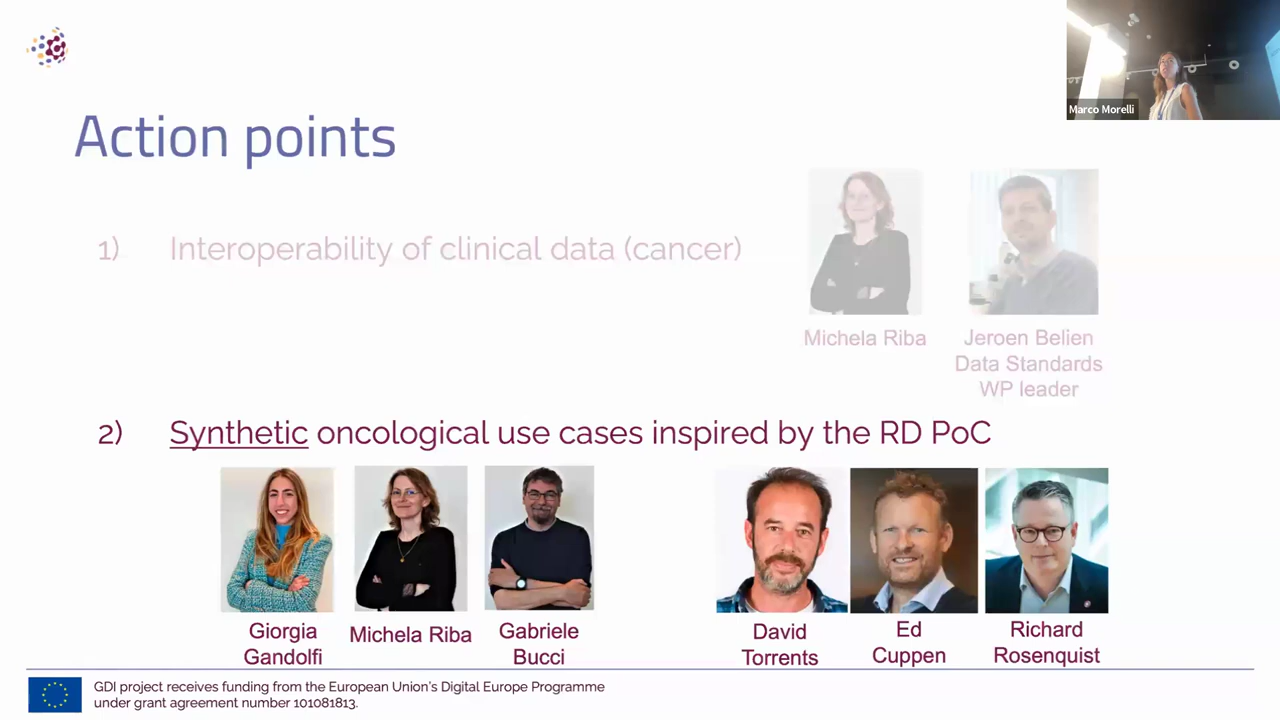 Marco Morelli
Action points
1) Interoperability of clinical data (cancer)
Michela Riba
Jeroen Belien
Data Standards
WP leader
2) Synthetic oncological use cases inspired by the RD PoC
Giorgia
Gandolfi
Michela Riba
Gabriele
Bucci
David
Torrents
Ed
Cuppen
Richard
Rosenquist
GDI project receives funding from the European Union's Digital Europe Programme
under grant agreement number 101081813.